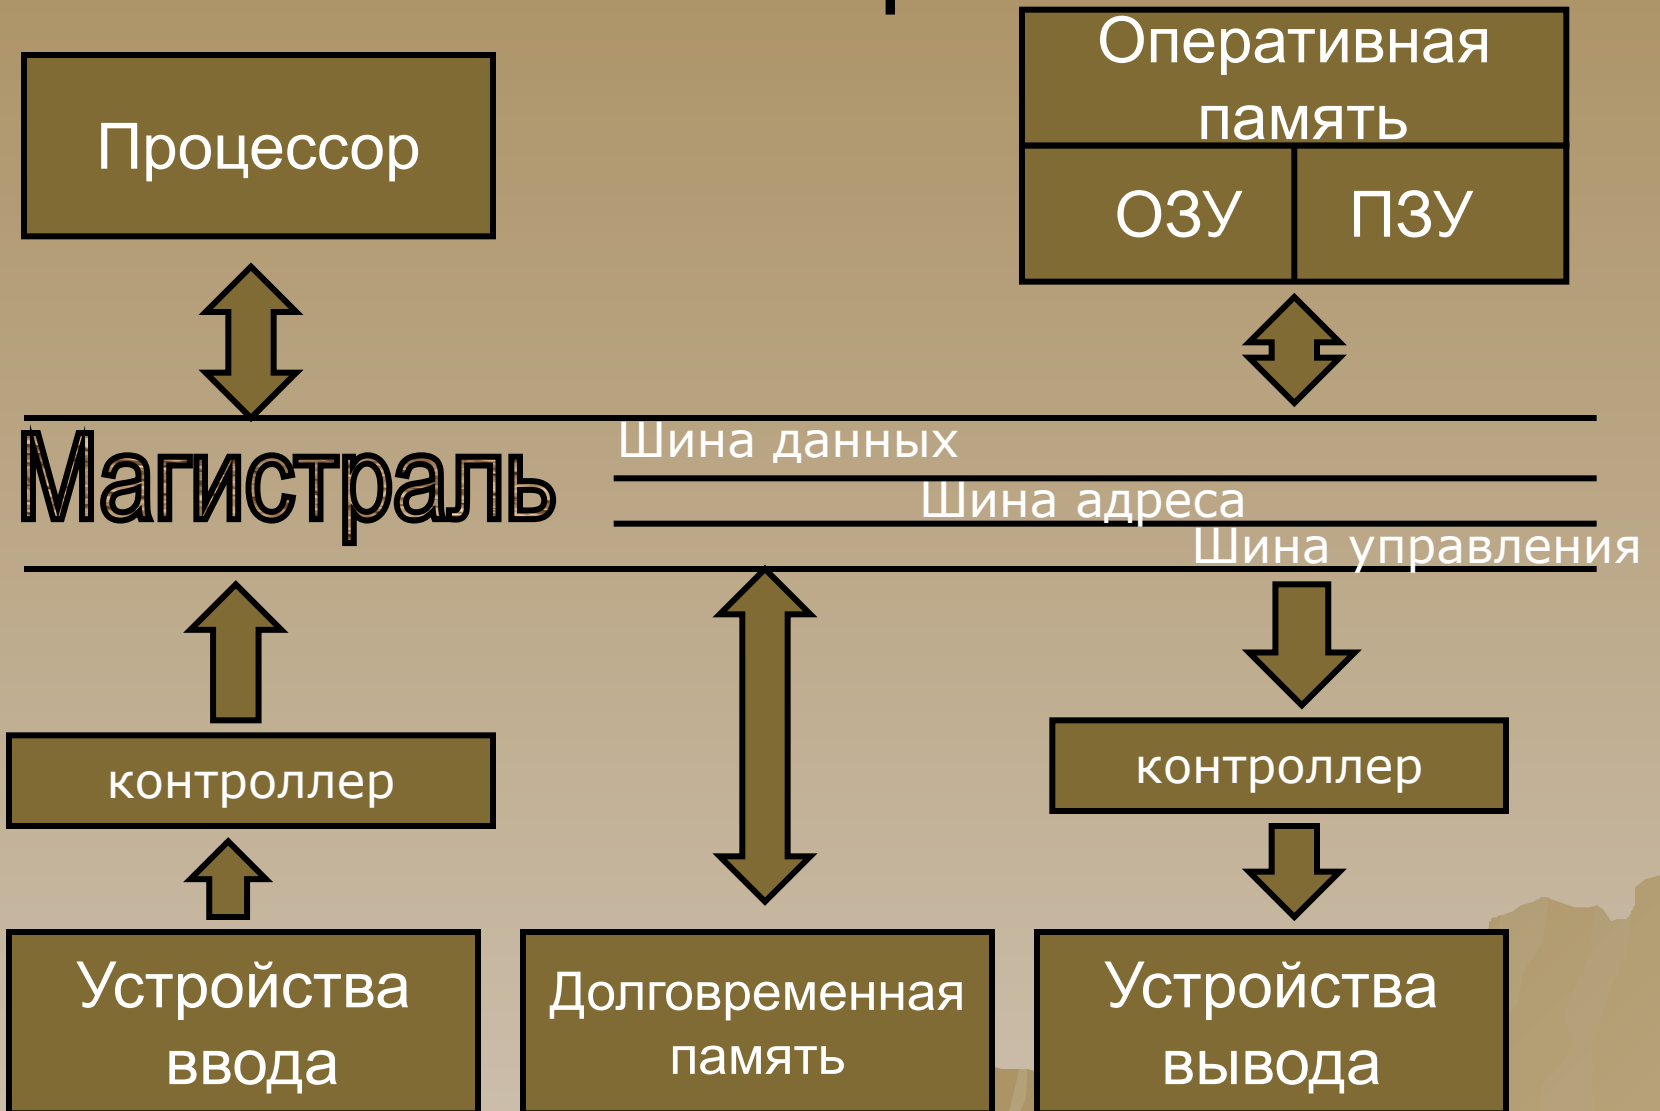 Процессор
Оперативная
память
ОЗУ
ПЗУ
Магистраль
Шина данных
Шина адреса
Шина управления
контроллер
контроллер
Устройства
ввода
Долговременная
память
Устройства
вывода